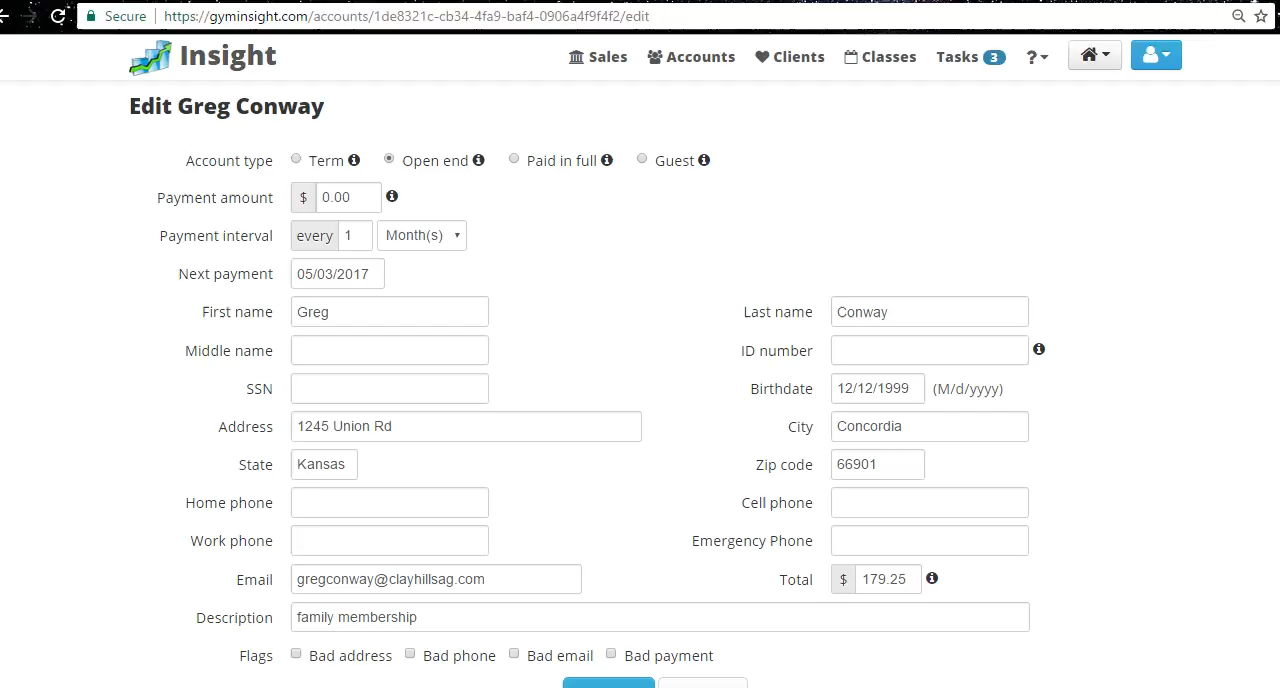 Secure | https://gyminsight.com/accounts/1de8321c-cb34-4fa9-baf4-0906a4f9f4f2/edit
Insight Sales Accounts Clients Classes Tasks 3 ?
Edit Greg Conway
Account type Term Open end Paid in full Guest
Payment amount $ 0.00
Payment interval every 1 Month(s)
Next payment 05/03/2017
First name Greg Last name Conway
Middle name ID number
SSN Birthdate 12/12/1999 (M/d/yyyy)
Address 1245 Union Rd City Concordia
State Kansas Zip code 66901
Home phone Cell phone
Work phone Emergency Phone
Email gregconway@clayhillsag.com Total $ 179.25
Description family membership
Flags Bad address Bad phone Bad email Bad payment